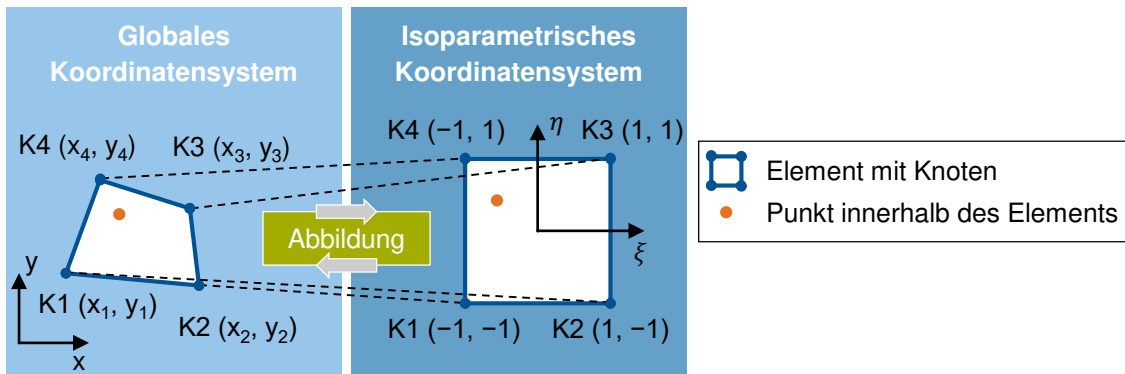 Globales
Koordinatensystem
Isoparametrisches
Koordinatensystem
K4 (x₄, y₄)
K3 (x₃, y₃)
K1 (x₁, y₁)
K2 (x₂, y₂)
y
x
Abbildung
K4 (−1, 1)
η
K3 (1, 1)
ξ
K1 (−1, −1)
K2 (1, −1)
Element mit Knoten
Punkt innerhalb des Elements